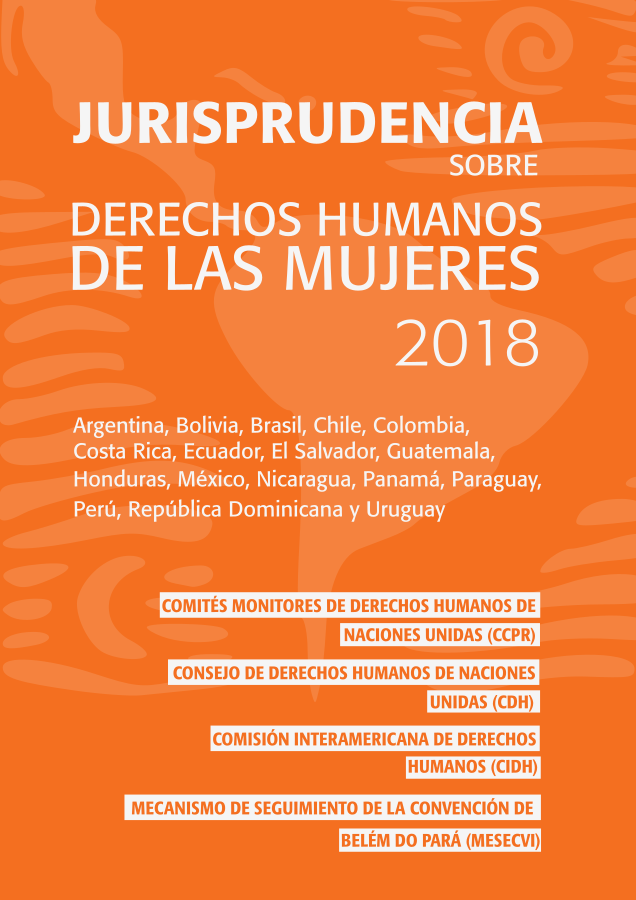 JURISPRUDENCIA
SOBRE
DERECHOS HUMANOS
DE LAS MUJERES
2018
Argentina, Bolivia, Brasil, Chile, Colombia,
Costa Rica, Ecuador, El Salvador, Guatemala,
Honduras, México, Nicaragua, Panamá, Paraguay,
Perú, República Dominicana y Uruguay
COMITÉS MONITORES DE DERECHOS HUMANOS DE
NACIONES UNIDAS (CCPR)
CONSEJO DE DERECHOS HUMANOS DE NACIONES
UNIDAS (CDH)
COMISIÓN INTERAMERICANA DE DERECHOS
HUMANOS (CIDH)
MECANISMO DE SEGUIMIENTO DE LA CONVENCIÓN DE
BELÉM DO PARÁ (MESECVI)